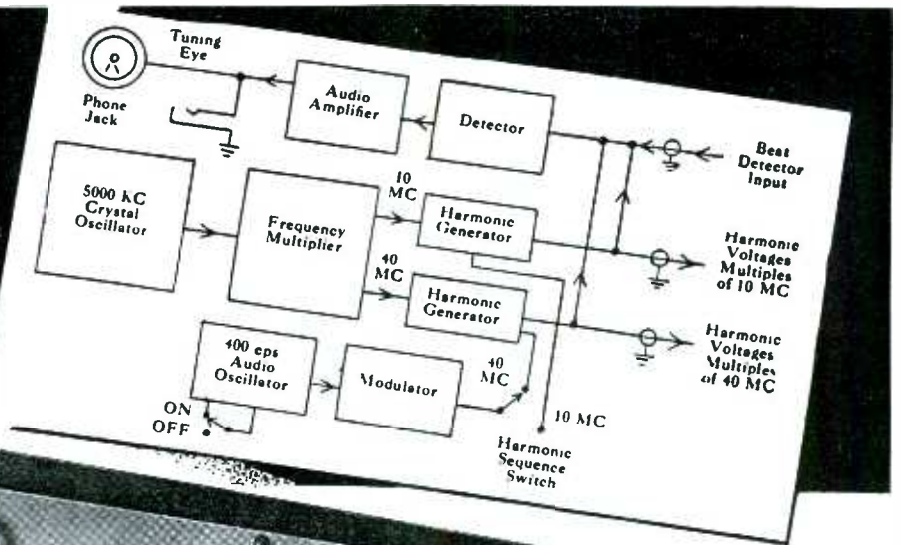 Tuning
Eye
Phone
Jack
Audio
Amplifier
Detector
Beat
Detector
Input
5000 KC
Crystal
Oscillator
Frequency
Multiplier
10
MC
Harmonic
Generator
Harmonic
Voltages
Multiples
of 10 MC
40
MC
Harmonic
Generator
Harmonic
Voltages
Multiples
of 40 MC
400 cps
Audio
Oscillator
Modulator
40
MC
10 MC
ON
OFF
Harmonic
Sequence
Switch